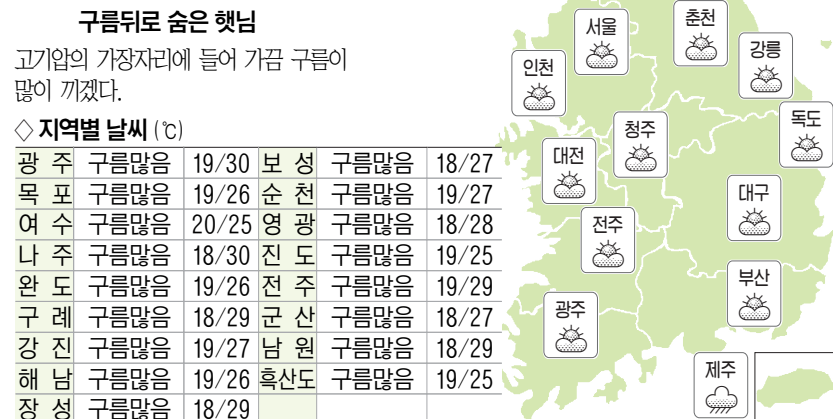 구름뒤로 숨은 햇님
고기압의 가장자리에 들어 가끔 구름이
많이 끼겠다.
◇ 지역별 날씨 (℃)
광 주 구름많음 19/30 보 성 구름많음 18/27
목 포 구름많음 19/26 순 천 구름많음 19/27
여 수 구름많음 20/25 영 광 구름많음 18/28
나 주 구름많음 18/30 진 도 구름많음 19/25
완 도 구름많음 19/26 전 주 구름많음 19/29
구 례 구름많음 18/29 군 산 구름많음 18/27
강 진 구름많음 19/27 남 원 구름많음 18/29
해 남 구름많음 19/26 흑산도 구름많음 19/25
장 성 구름많음 18/29
서울
춘천
강릉
인천
독도
청주
대전
대구
전주
부산
광주
제주